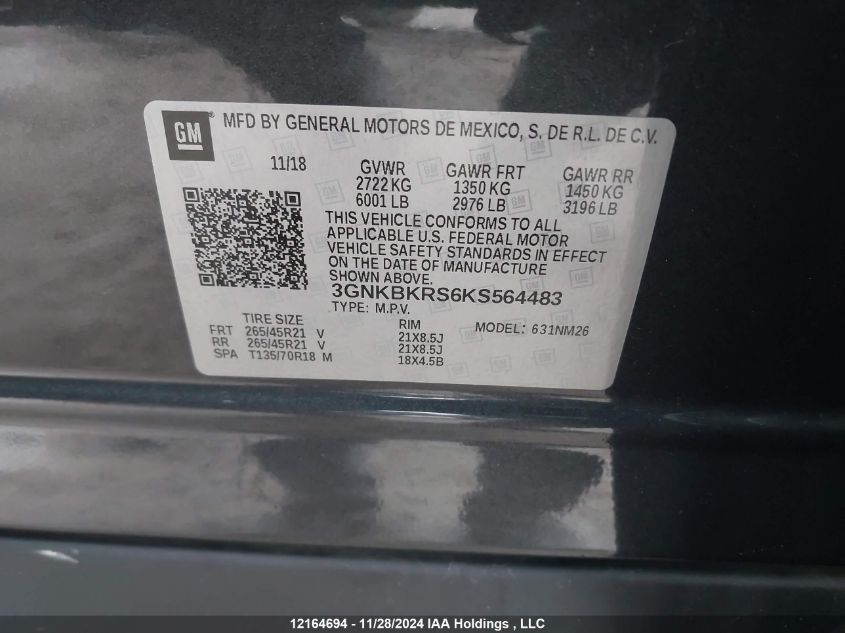 GM MFD BY GENERAL MOTORS DE MEXICO, S. DE R.L. DE C.V.
11/18 GVWR GAWR FRT GAWR RR
2722 KG 1350 KG 1450 KG
6001 LB 2976 LB 3196 LB
THIS VEHICLE CONFORMS TO ALL
APPLICABLE U.S. FEDERAL MOTOR
VEHICLE SAFETY STANDARDS IN EFFECT
ON THE DATE OF MANUFACTURE
SHOWN ABOVE.
3GNKBKRS6KS564483
TYPE: M.P.V.
TIRE SIZE RIM MODEL: 631NM26
FRT 265/45R21 V 21X8.5J
RR 265/45R21 V 21X8.5J
SPA T135/70R18 M 18X4.5B
12164694 - 11/28/2024 IAA Holdings , LLC